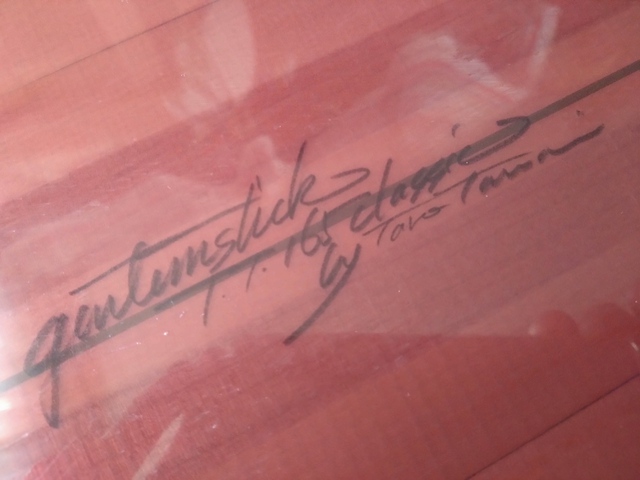 gentemstick
T.T. 165 classic
by Taro Tamai